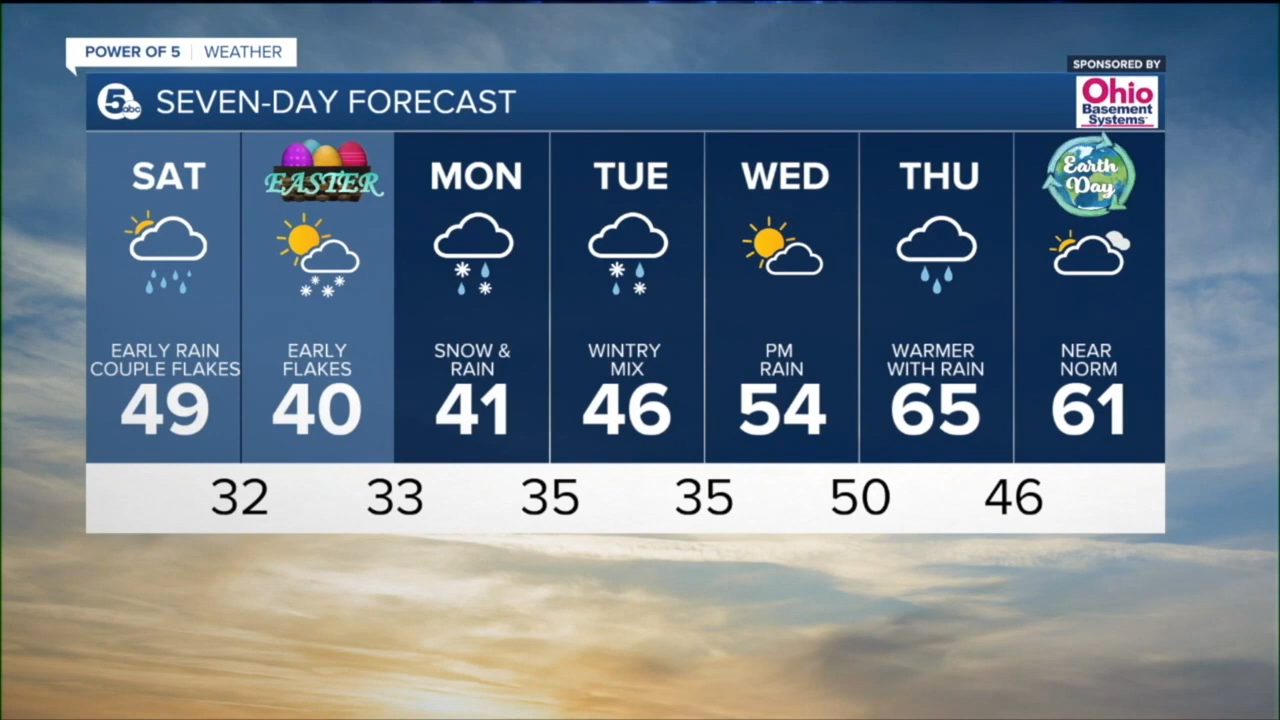 POWER OF 5 | WEATHER
SPONSORED BY
5 abc SEVEN-DAY FORECAST
Ohio
Basement
Systems
SAT
EASTER
MON
TUE
WED
THU
Earth
Day
EARLY RAIN
COUPLE FLAKES
49
EARLY
FLAKES
40
SNOW &
RAIN
41
WINTRY
MIX
46
PM
RAIN
54
WARMER
WITH RAIN
65
NEAR
NORM
61
32 33 35 35 50 46